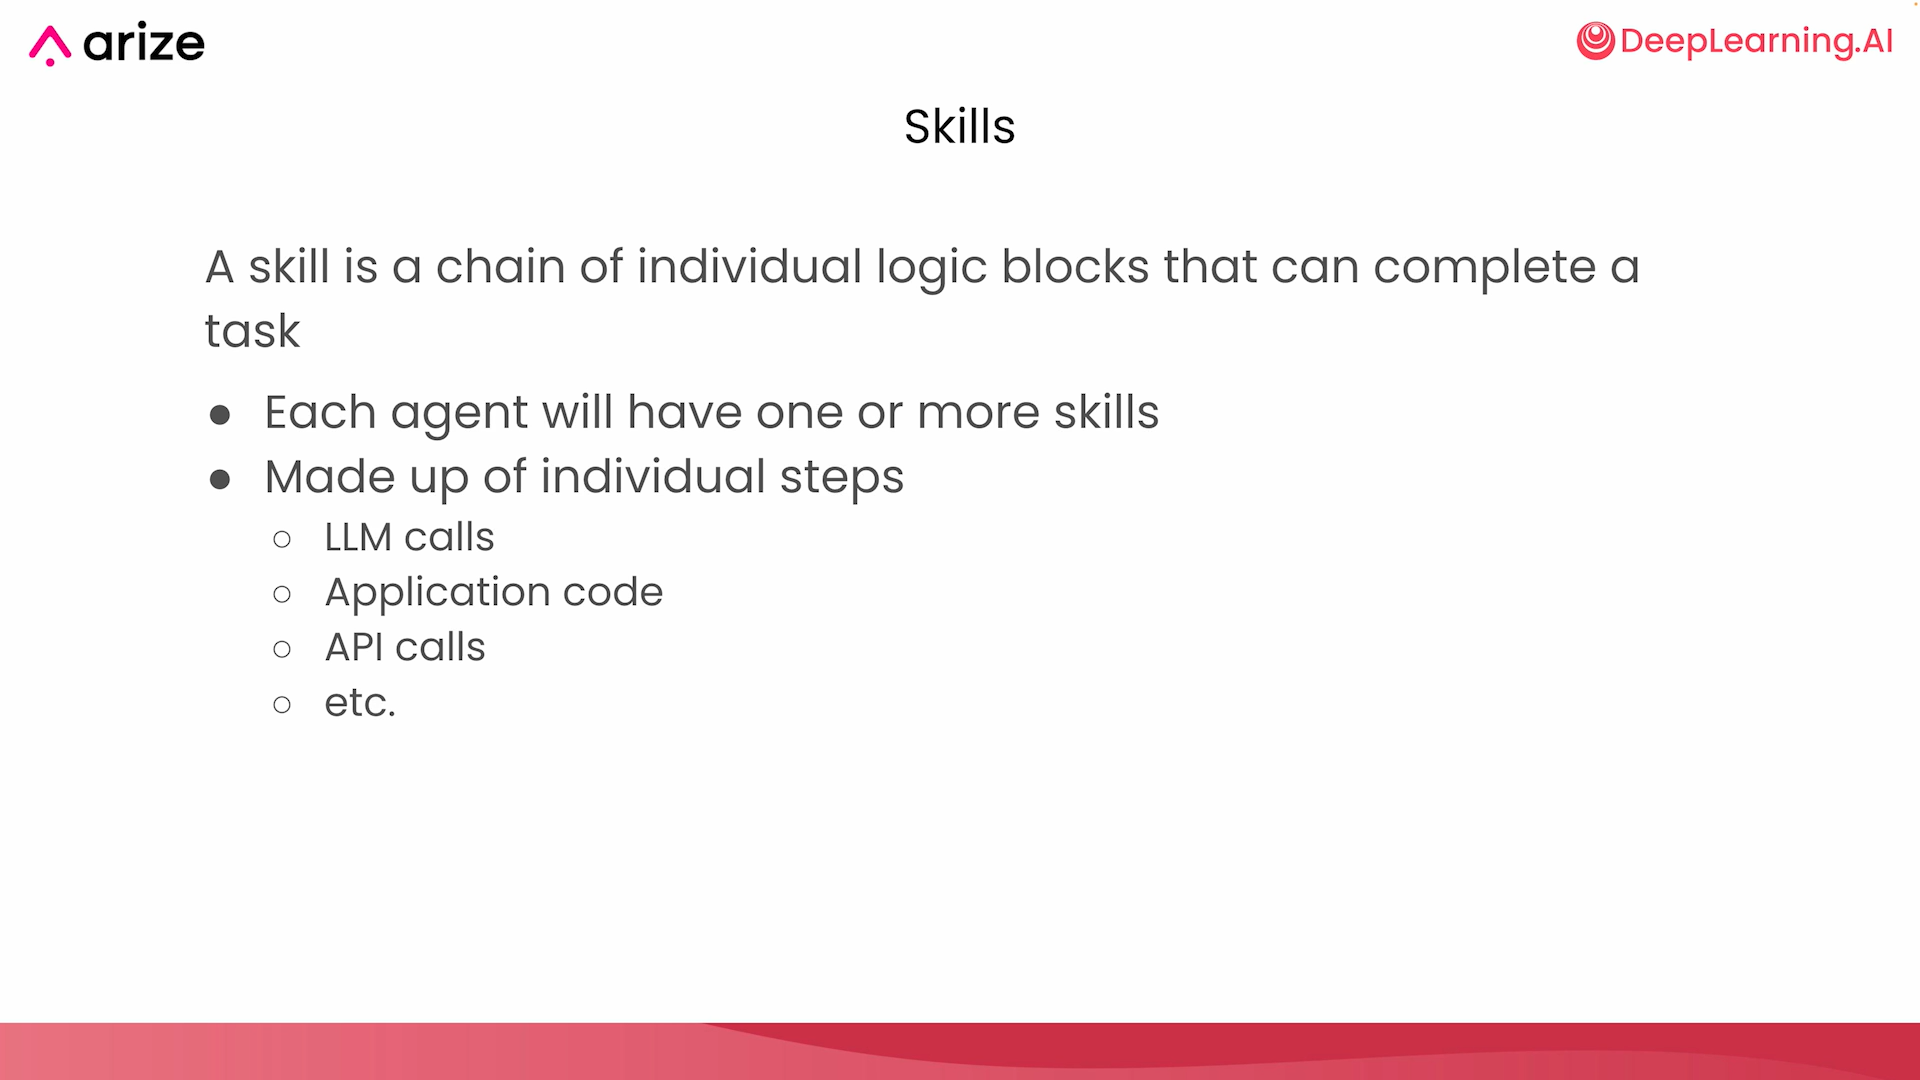 arize
DeepLearning.AI
Skills
A skill is a chain of individual logic blocks that can complete a
task
● Each agent will have one or more skills
● Made up of individual steps
○ LLM calls
○ Application code
○ API calls
○ etc.